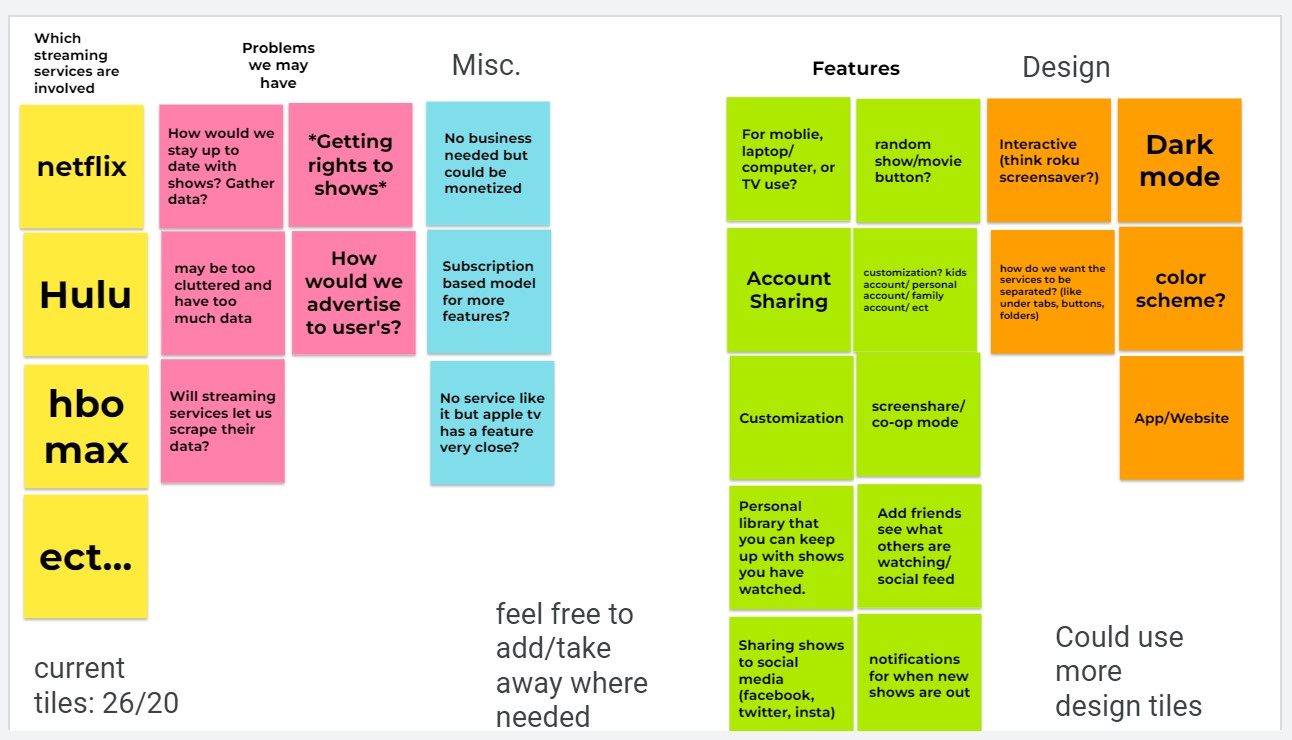 Which
streaming
services are
involved
netflix
Hulu
hbo
max
ect...
current
tiles: 26/20
Problems
we may
have
How would we
stay up to
date with
shows? Gather
data?
*Getting
rights to
shows*
may be too
cluttered and
have too
much data
How
would we
advertise
to user's?
Will streaming
services let us
scrape their
data?
Misc.
No business
needed but
could be
monetized
Subscription
based model
for more
features?
No service like
it but apple tv
has a feature
very close?
feel free to
add/take
away where
needed
Features
For moblie,
laptop/
computer, or
TV use?
random
show/movie
button?
Account
Sharing
customization? kids
account/ personal
account/ family
account/ ect
Customization
screenshare/
co-op mode
Personal
library that
you can keep
up with shows
you have
watched.
Add friends
see what
others are
watching/
social feed
Sharing shows
to social
media
(facebook,
twitter, insta)
notifications
for when new
shows are out
Design
Interactive
(think roku
screensaver?)
Dark
mode
how do we want the
services to be
separated? (like
under tabs, buttons,
folders)
color
scheme?
App/Website
Could use
more
design tiles